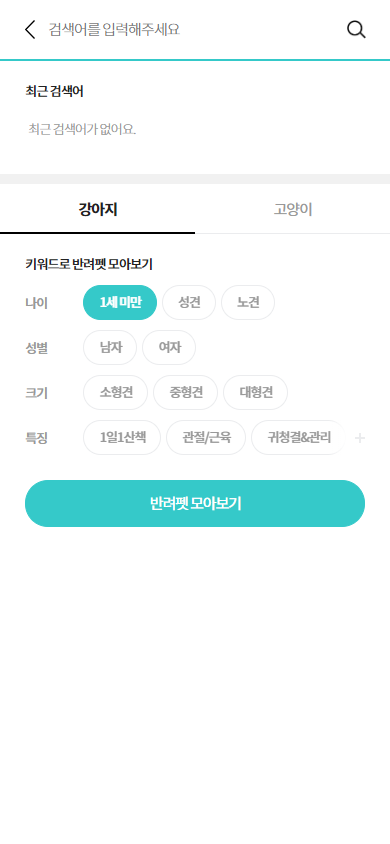 검색어를 입력해주세요
최근 검색어
최근 검색어가 없어요.
강아지 고양이
키워드로 반려펫 모아보기
나이 1세 미만 성견 노견
성별 남자 여자
크기 소형견 중형견 대형견
특징 1일1산책 관절/근육 귀청결&관리 +
반려펫 모아보기